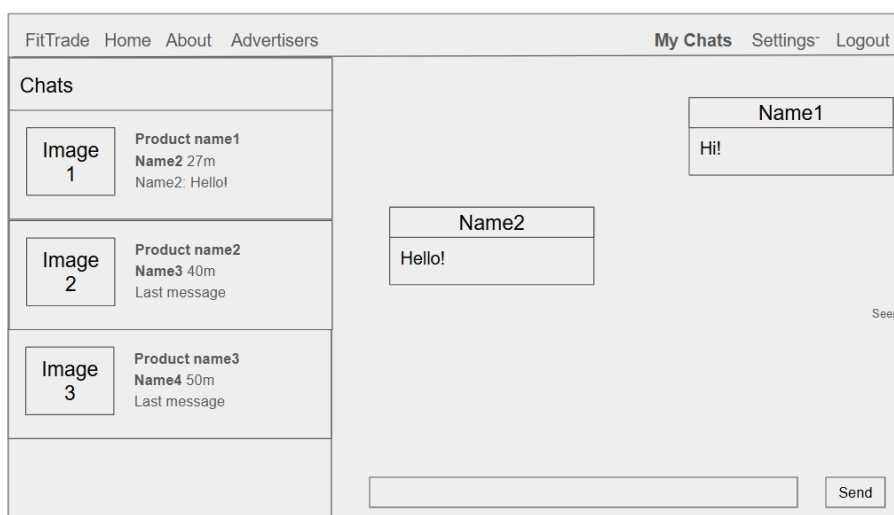 FitTrade Home About Advertisers My Chats Settings Logout
Chats
Image
1
Product name1
Name2 27m
Name2: Hello!
Image
2
Product name2
Name3 40m
Last message
Image
3
Product name3
Name4 50m
Last message
Name1
Hi!
Name2
Hello!
Seen
Send